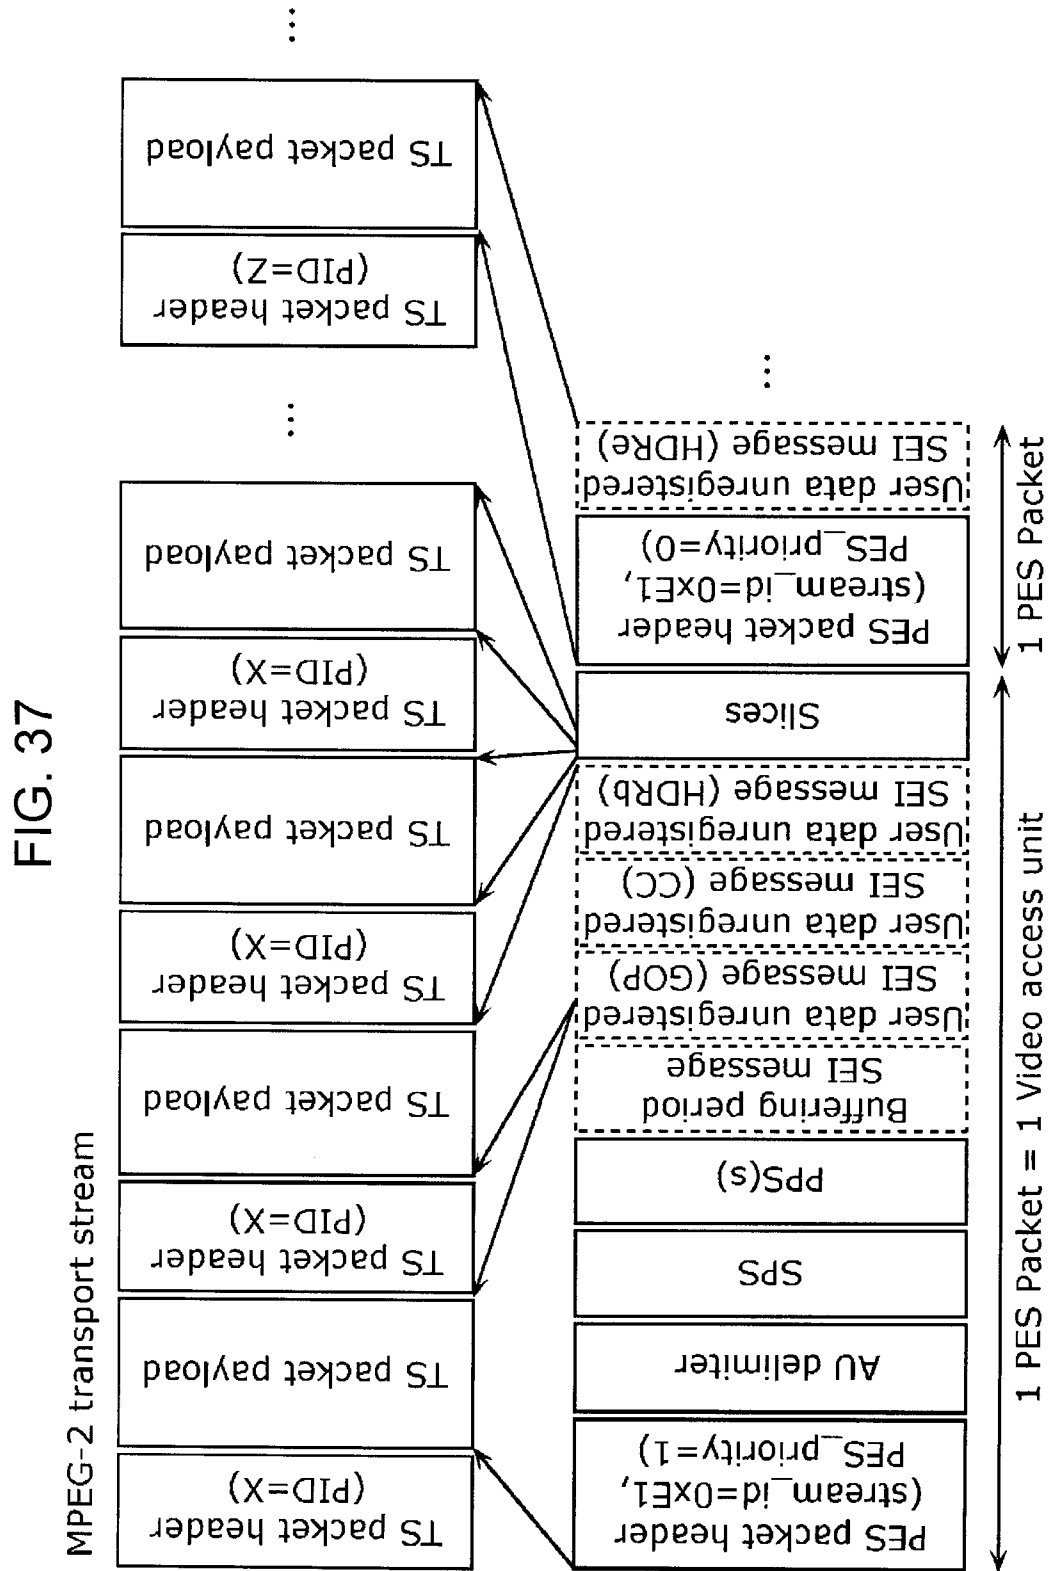 FIG. 37
MPEG-2 transport stream
TS packet header
(PID=X)
TS packet payload
TS packet header
(PID=X)
TS packet payload
TS packet header
(PID=X)
TS packet payload
TS packet header
(PID=X)
TS packet payload
...
TS packet header
(PID=Z)
TS packet payload
...
PES packet header
(stream_id=0xE1,
PES_priority=1)
AU delimiter
SPS
PPS(s)
Buffering period
SEI message
User data unregistered
SEI message (GOP)
User data unregistered
SEI message (CC)
User data unregistered
SEI message (HDRb)
Slices
PES packet header
(stream_id=0xE1,
PES_priority=0)
User data unregistered
SEI message (HDRe)
...
1 PES Packet = 1 Video access unit
1 PES Packet